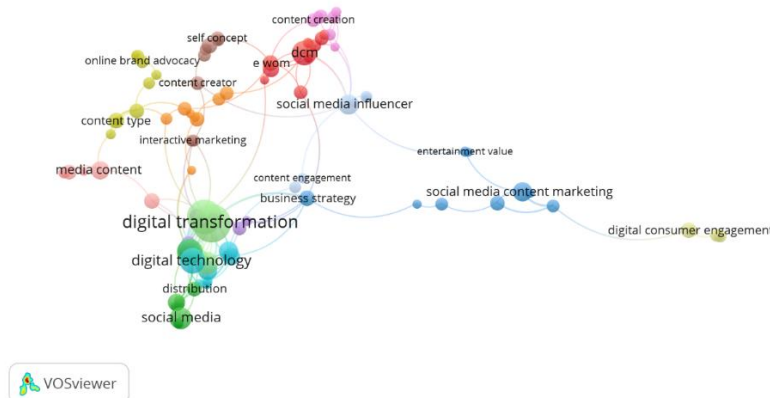 content creation
self concept
dcm
online brand advocacy
e wom
content creator
social media influencer
content type
interactive marketing
entertainment value
media content
content engagement
social media content marketing
business strategy
digital transformation
digital consumer engagement
digital technology
distribution
social media
VOSviewer